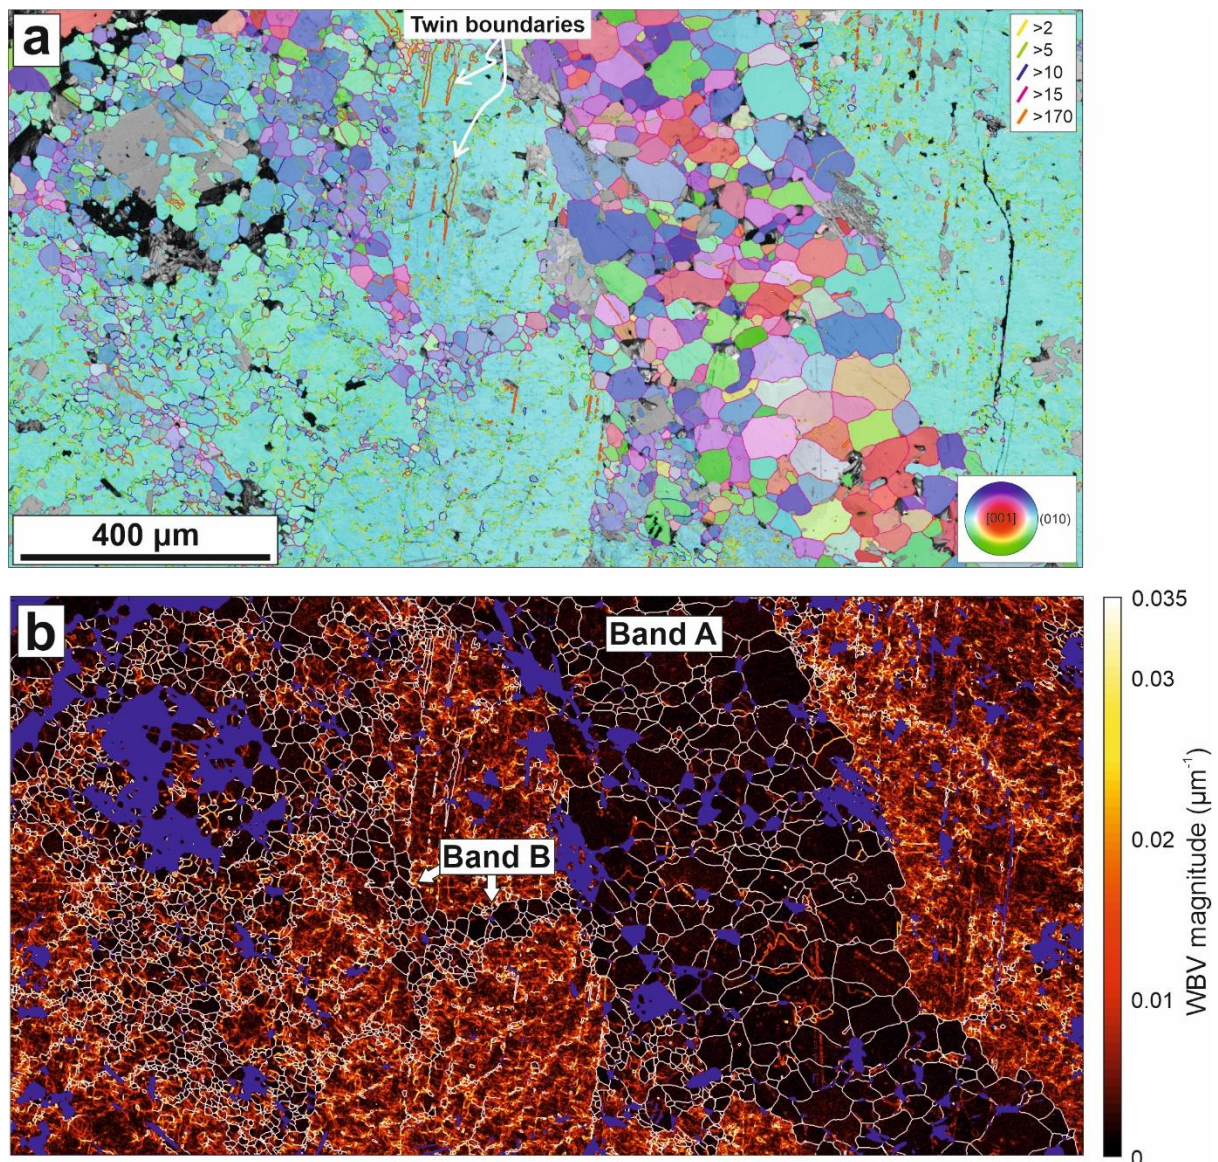 a
Twin boundaries
>2
>5
>10
>15
>170
400 µm
[001]
(010)
b
Band A
Band B
0.035
0.03
0.02
0.01
0
WBV magnitude (µm⁻¹)